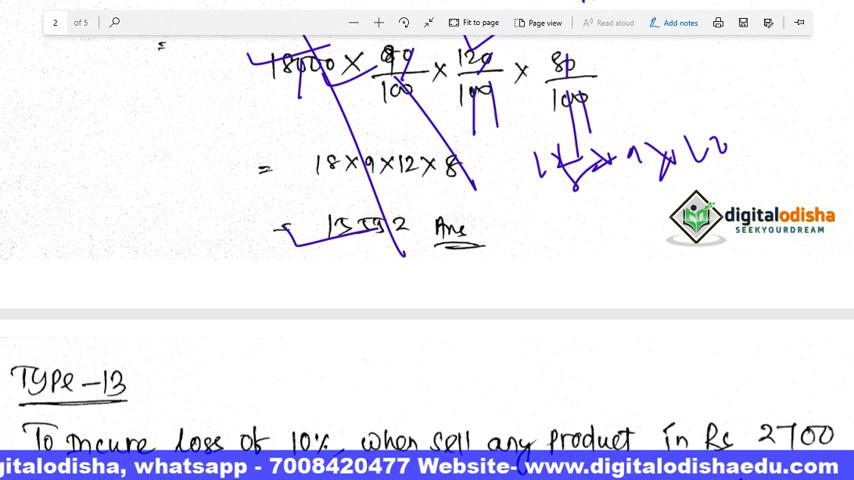 2 of 5
Fit to page
Page view
Read aloud
Add notes
18000 × 90/100 × 120/100 × 80/100
= 18×9×12×8
= 15552 Ans
digitalodisha
SEEKYOURDREAM
TYPE-13
To incure loss of 10%, when sell any product in Rs 2700
gitalodisha, whatsapp - 7008420477 Website- www.digitalodishaedu.com